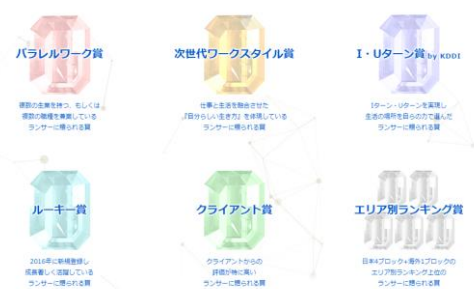 パラレルワーク賞
複数の生業を持つ、もしくは
複数の職種を兼業している
ランサーに贈られる賞
次世代ワークスタイル賞
仕事と生活を融合させた
『自分らしい生き方』を体現している
ランサーに贈られる賞
I・Uターン賞 by KDDI
Iターン・Uターンを実現し
生活の場所を自らの力で選んだ
ランサーに贈られる賞
ルーキー賞
2016年に新規登録し
成長著しく活躍している
ランサーに贈られる賞
クライアント賞
クライアントからの
評価が特に高い
ランサーに贈られる賞
エリア別ランキング賞
日本4ブロック+海外1ブロックの
エリア別ランキング上位の
ランサーに贈られる賞